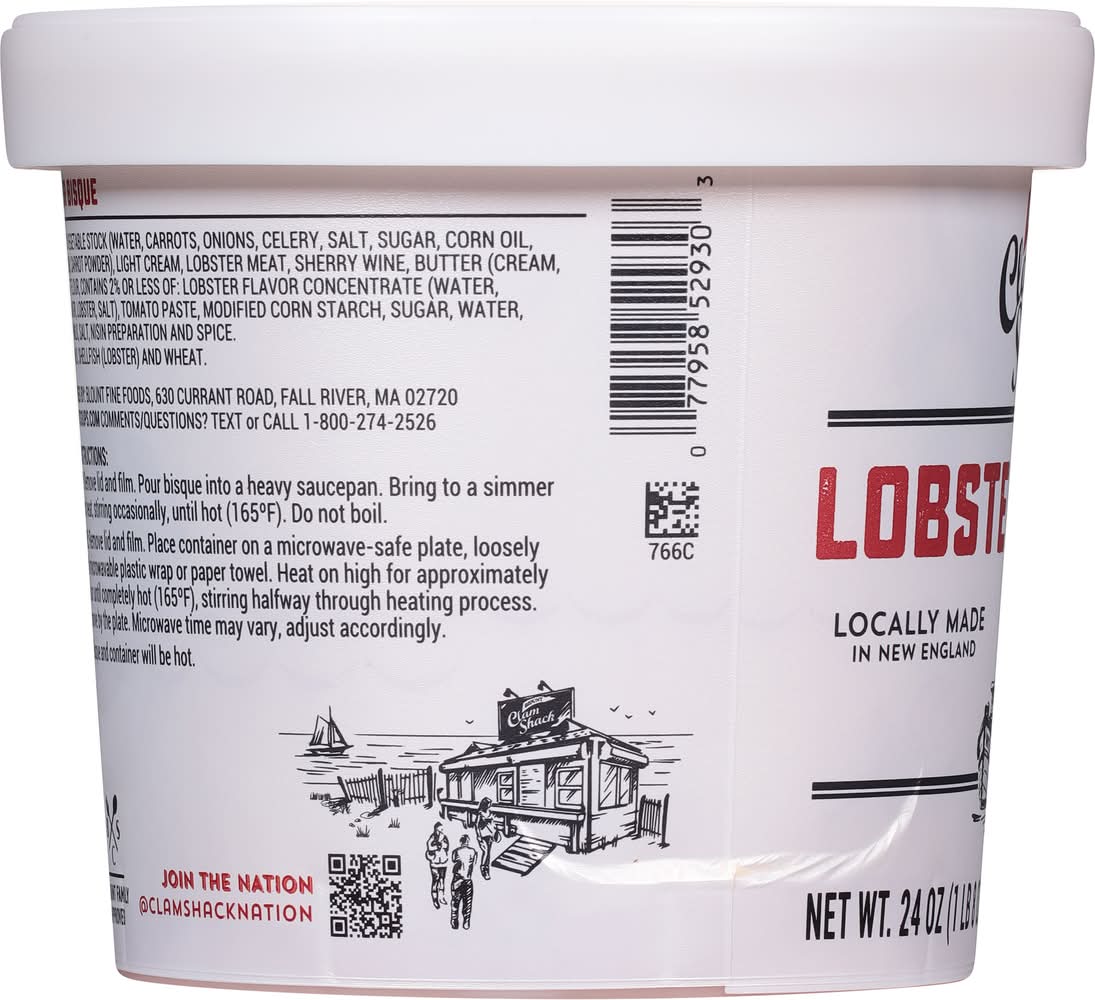 BISQUE
STOCK (WATER, CARROTS, ONIONS, CELERY, SALT, SUGAR, CORN OIL,
POWDER), LIGHT CREAM, LOBSTER MEAT, SHERRY WINE, BUTTER (CREAM,
CONTAINS 2% OR LESS OF: LOBSTER FLAVOR CONCENTRATE (WATER,
LOBSTER, SALT), TOMATO PASTE, MODIFIED CORN STARCH, SUGAR, WATER,
SALT, NISIN PREPARATION AND SPICE.
(LOBSTER) AND WHEAT.
BLOUNT FINE FOODS, 630 CURRANT ROAD, FALL RIVER, MA 02720
COMMENTS/QUESTIONS? TEXT or CALL 1-800-274-2526
lid and film. Pour bisque into a heavy saucepan. Bring to a simmer
stirring occasionally, until hot (165ºF). Do not boil.
lid and film. Place container on a microwave-safe plate, loosely
plastic wrap or paper towel. Heat on high for approximately
until completely hot (165ºF), stirring halfway through heating process.
by the plate. Microwave time may vary, adjust accordingly.
and container will be hot.
0 77958 52930 3
766C
Clam
Shack
JOIN THE NATION
@CLAMSHACKNATION
LOBSTE
LOCALLY MADE
IN NEW ENGLAND
NET WT. 24 OZ (1 LB